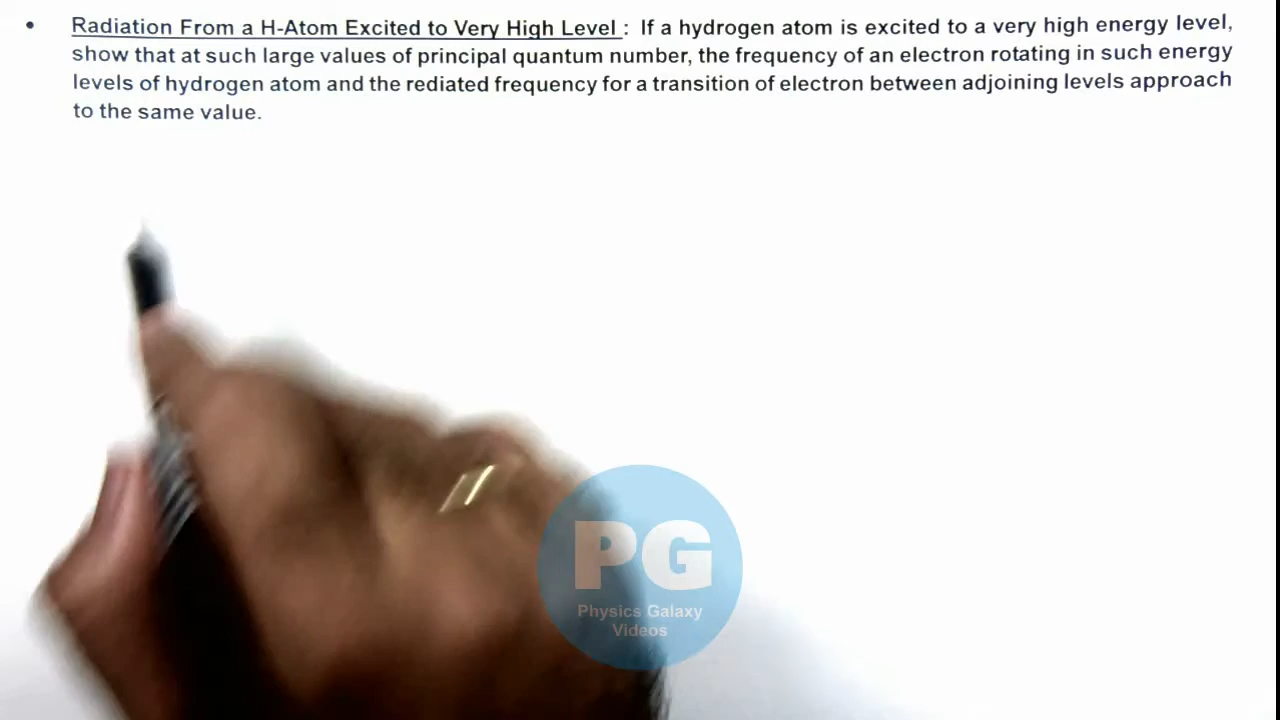 • Radiation From a H-Atom Excited to Very High Level : If a hydrogen atom is excited to a very high energy level,
show that at such large values of principal quantum number, the frequency of an electron rotating in such energy
levels of hydrogen atom and the rediated frequency for a transition of electron between adjoining levels approach
to the same value.
PG
Physics Galaxy
Videos